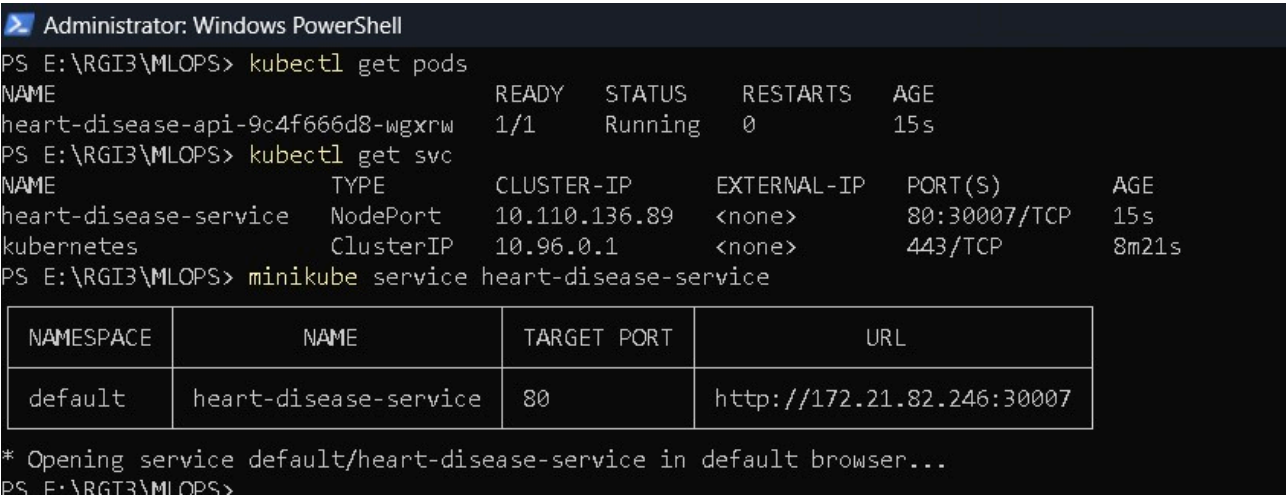 Administrator: Windows PowerShell
PS E:\RGI3\MLOPS> kubectl get pods
NAME READY STATUS RESTARTS AGE
heart-disease-api-9c4f666d8-wgxrw 1/1 Running 0 15s
PS E:\RGI3\MLOPS> kubectl get svc
NAME TYPE CLUSTER-IP EXTERNAL-IP PORT(S) AGE
heart-disease-service NodePort 10.110.136.89 <none> 80:30007/TCP 15s
kubernetes ClusterIP 10.96.0.1 <none> 443/TCP 8m21s
PS E:\RGI3\MLOPS> minikube service heart-disease-service
NAMESPACE NAME TARGET PORT URL
default heart-disease-service 80 http://172.21.82.246:30007
* Opening service default/heart-disease-service in default browser...
PS E:\RGI3\MLOPS>